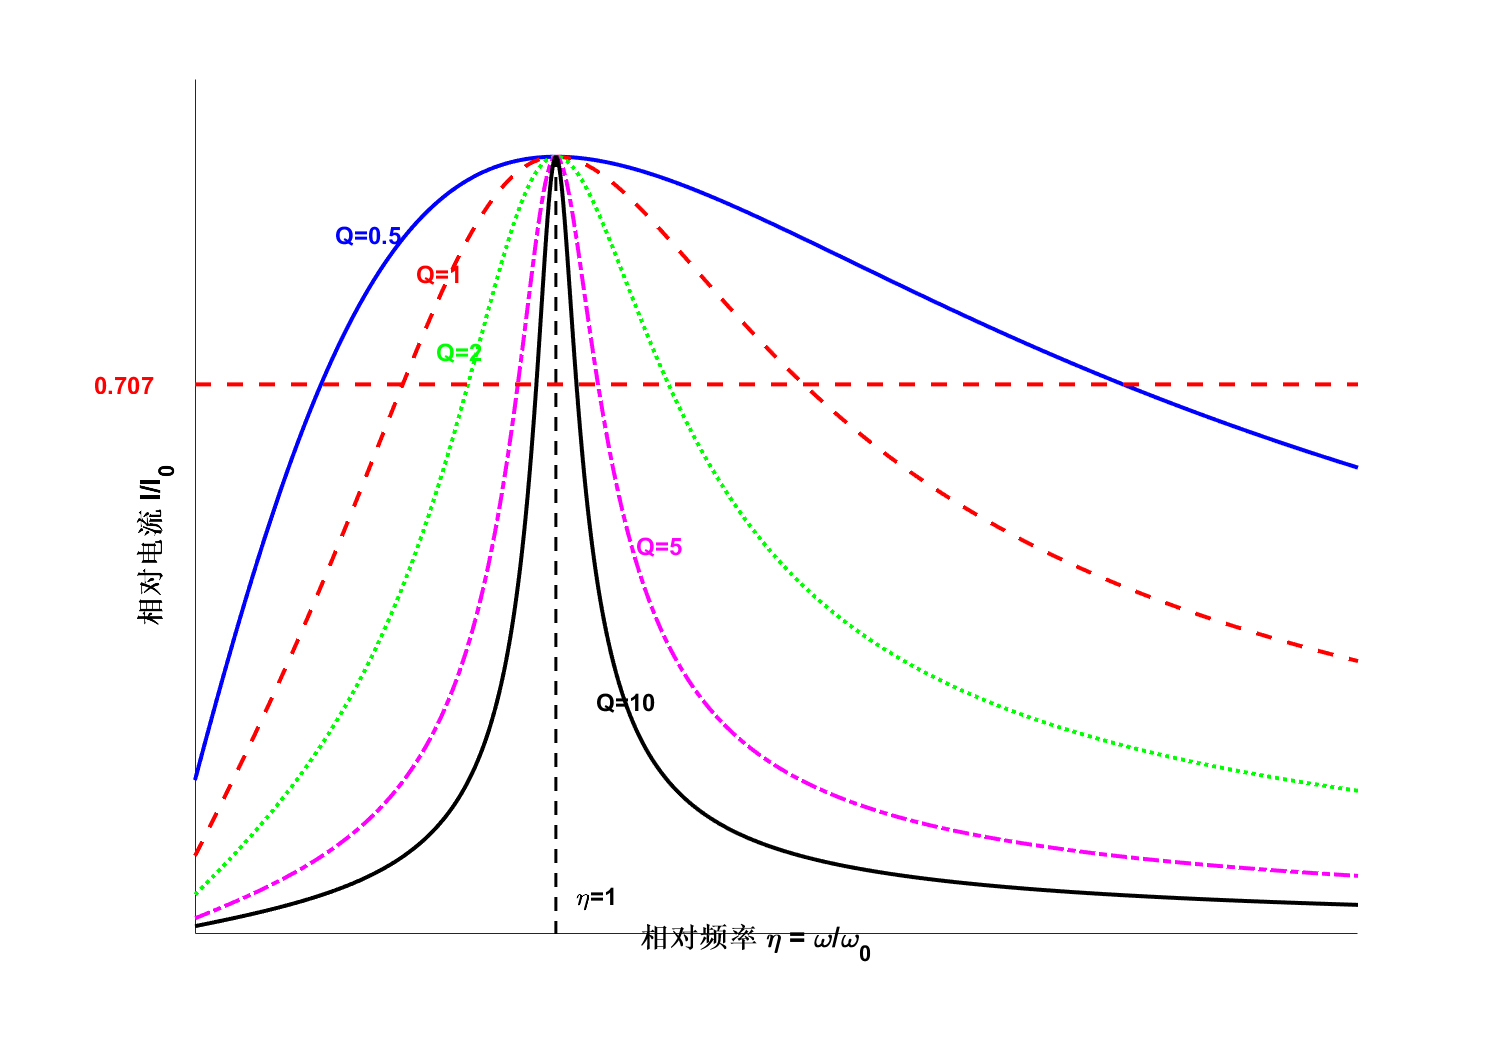 Q=0.5
Q=1
Q=2
0.707
相对电流 I/I₀
Q=5
Q=10
η=1
相对频率 η = ω/ω₀